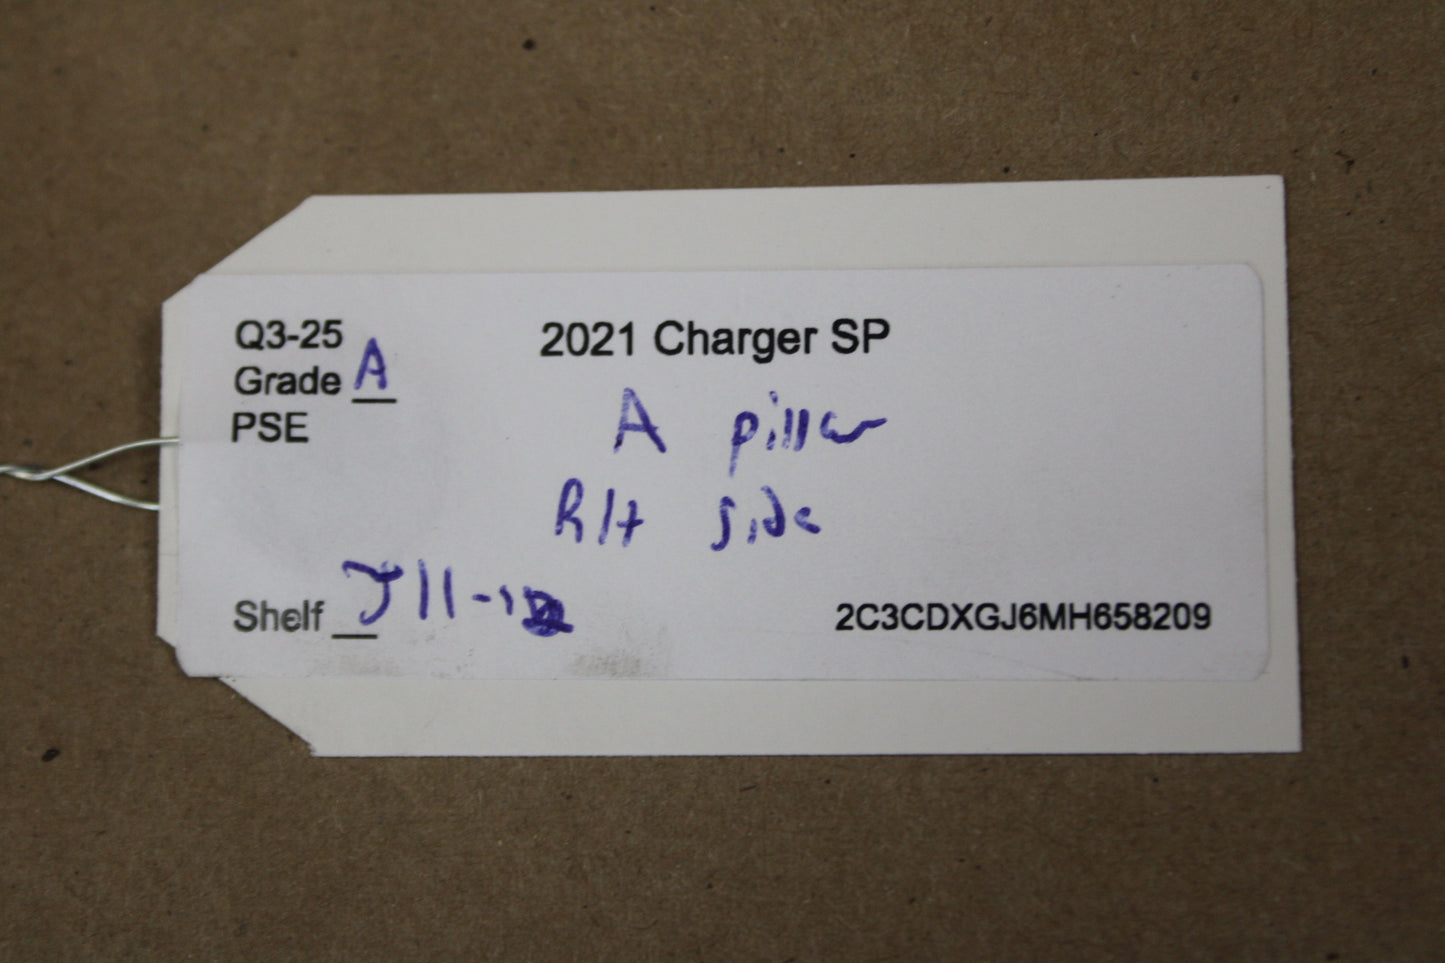 Q3-25
2021 Charger SP
Grade A
PSE
A pillar
R/t side
Shelf J11-1
2C3CDXGJ6MH658209